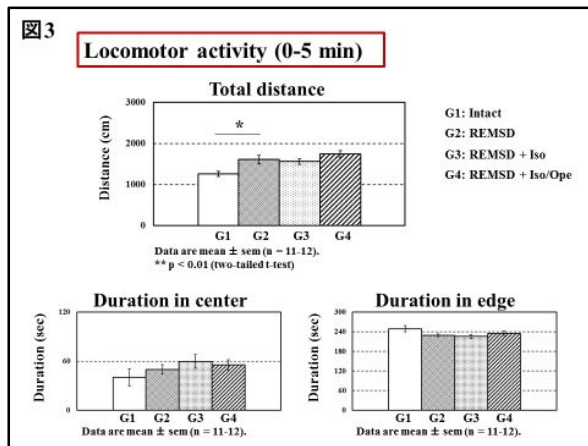 図3
Locomotor activity (0-5 min)
Total distance
Distance (cm)
3000
2000
1000
0
*
G1 G2 G3 G4
Data are mean ± sem (n = 11-12).
** p < 0.01 (two-tailed t-test)
G1: Intact
G2: REMSD
G3: REMSD + Iso
G4: REMSD + Iso/Ope
Duration in center
Duration (sec)
120
60
0
G1 G2 G3 G4
Data are mean ± sem (n = 11-12).
Duration in edge
Duration (sec)
300
240
180
120
60
0
G1 G2 G3 G4
Data are mean ± sem (n = 11-12).